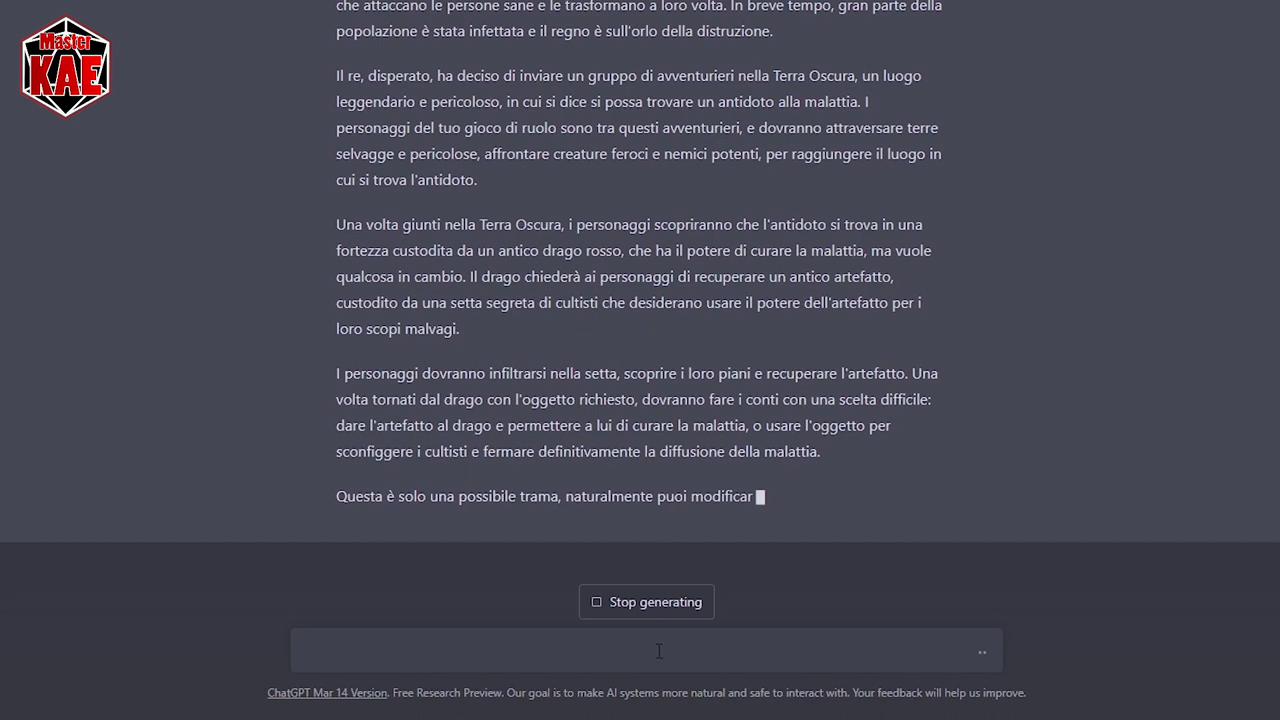 Master
KAE
che attaccano le persone sane e le trasformano a loro volta. In breve tempo, gran parte della
popolazione è stata infettata e il regno è sull'orlo della distruzione.
Il re, disperato, ha deciso di inviare un gruppo di avventurieri nella Terra Oscura, un luogo
leggendario e pericoloso, in cui si dice si possa trovare un antidoto alla malattia. I
personaggi del tuo gioco di ruolo sono tra questi avventurieri, e dovranno attraversare terre
selvagge e pericolose, affrontare creature feroci e nemici potenti, per raggiungere il luogo in
cui si trova l'antidoto.
Una volta giunti nella Terra Oscura, i personaggi scopriranno che l'antidoto si trova in una
fortezza custodita da un antico drago rosso, che ha il potere di curare la malattia, ma vuole
qualcosa in cambio. Il drago chiederà ai personaggi di recuperare un antico artefatto,
custodito da una setta segreta di cultisti che desiderano usare il potere dell'artefatto per i
loro scopi malvagi.
I personaggi dovranno infiltrarsi nella setta, scoprire i loro piani e recuperare l'artefatto. Una
volta tornati dal drago con l'oggetto richiesto, dovranno fare i conti con una scelta difficile:
dare l'artefatto al drago e permettere a lui di curare la malattia, o usare l'oggetto per
sconfiggere i cultisti e fermare definitivamente la diffusione della malattia.
Questa è solo una possibile trama, naturalmente puoi modificar
Stop generating
ChatGPT Mar 14 Version. Free Research Preview. Our goal is to make AI systems more natural and safe to interact with. Your feedback will help us improve.